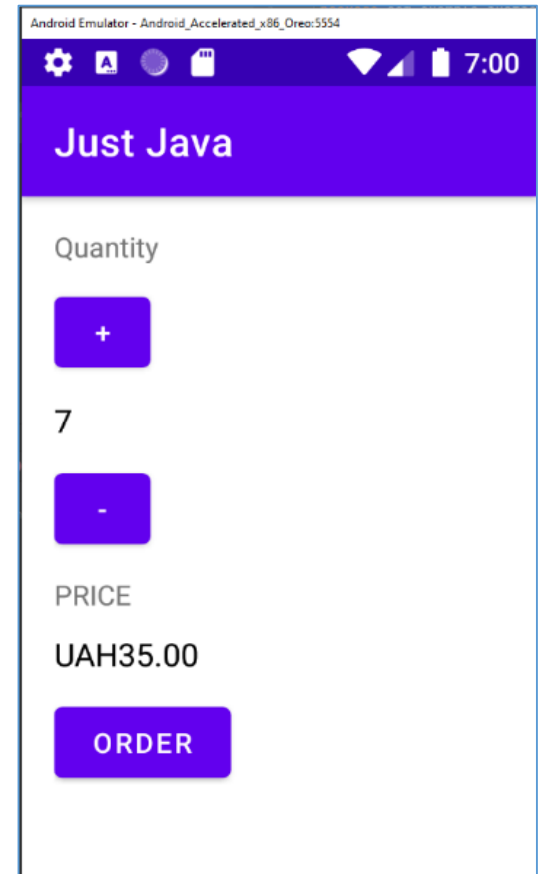 Android Emulator - Android_Accelerated_x86_Oreo:5554
A 7:00
Just Java
Quantity
+
7
-
PRICE
UAH35.00
ORDER